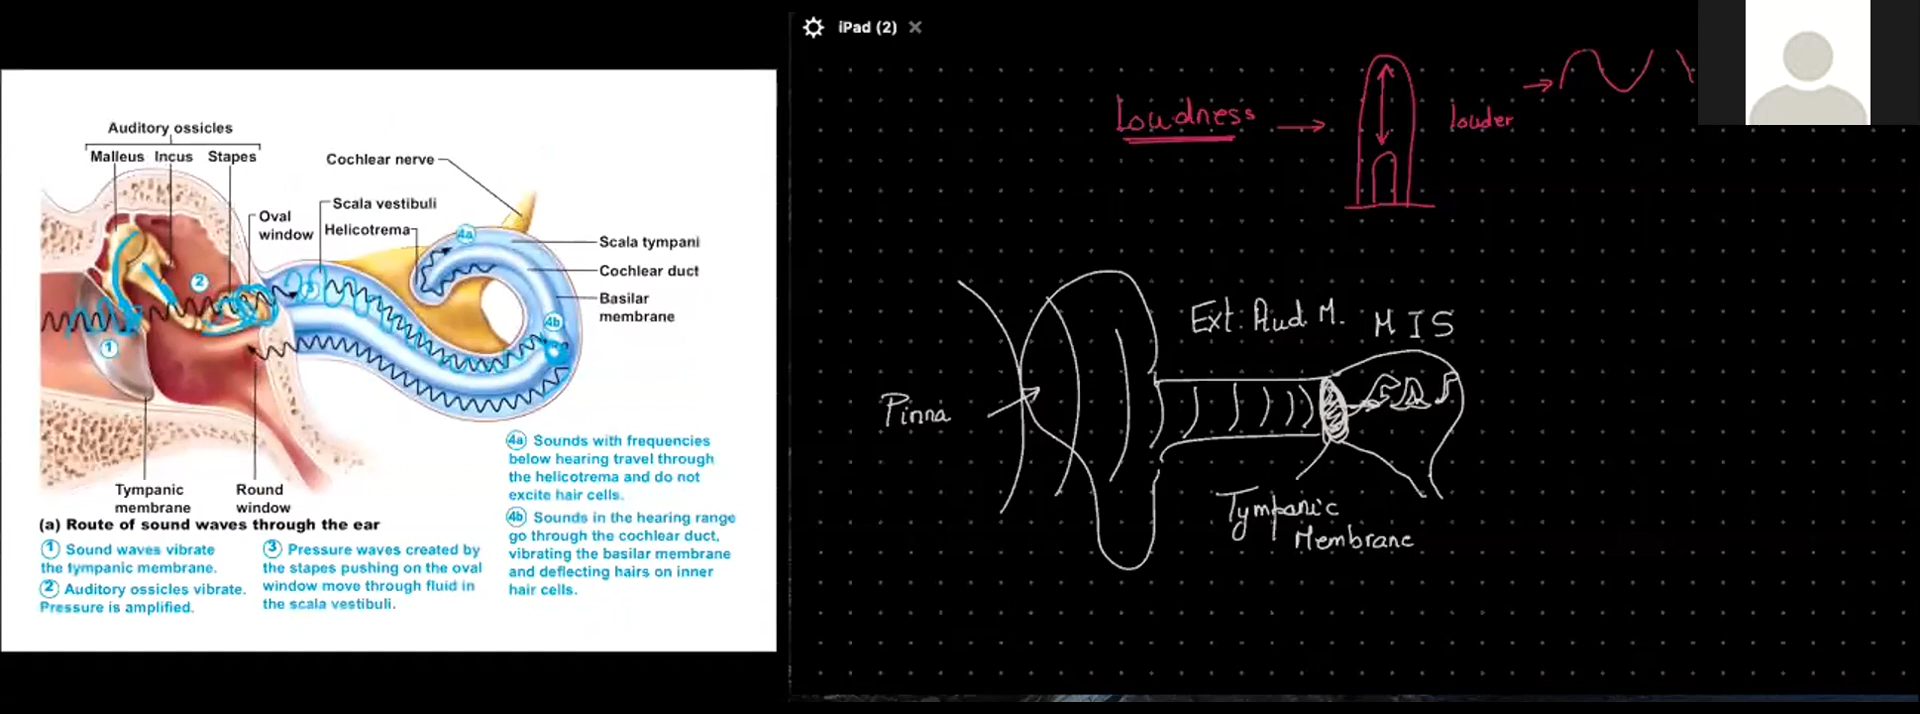 iPad (2)
Auditory ossicles
Malleus Incus Stapes
Cochlear nerve
Scala vestibuli
Oval
window
Helicotrema
4a
Scala tympani
Cochlear duct
Basilar
membrane
2
3
4b
1
Tympanic
membrane
Round
window
(a) Route of sound waves through the ear
1 Sound waves vibrate
the tympanic membrane.
2 Auditory ossicles vibrate.
Pressure is amplified.
3 Pressure waves created by
the stapes pushing on the oval
window move through fluid in
the scala vestibuli.
4a Sounds with frequencies
below hearing travel through
the helicotrema and do not
excite hair cells.
4b Sounds in the hearing range
go through the cochlear duct,
vibrating the basilar membrane
and deflecting hairs on inner
hair cells.
Loudness
louder
Ext. Aud. M. M I S
Pinna
Tympanic
Membrane